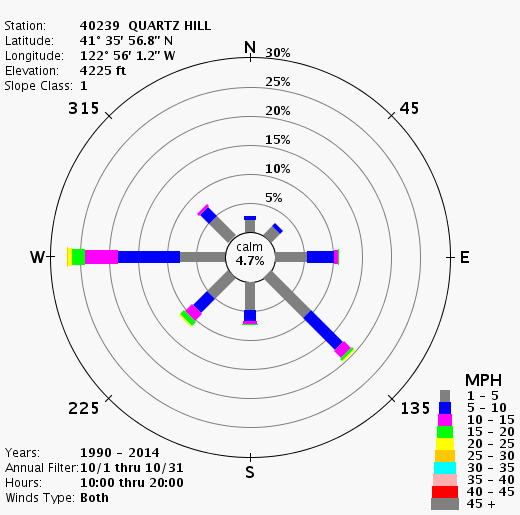 Station: 40239 QUARTZ HILL
Latitude: 41° 35' 56.8" N
Longitude: 122° 56' 1.2" W
Elevation: 4225 ft
Slope Class: 1
N
30%
25%
20%
15%
10%
5%
315
45
W
calm
4.7%
E
225
135
S
MPH
1 - 5
5 - 10
10 - 15
15 - 20
20 - 25
25 - 30
30 - 35
35 - 40
40 - 45
45 +
Years: 1990 - 2014
Annual Filter: 10/1 thru 10/31
Hours: 10:00 thru 20:00
Winds Type: Both